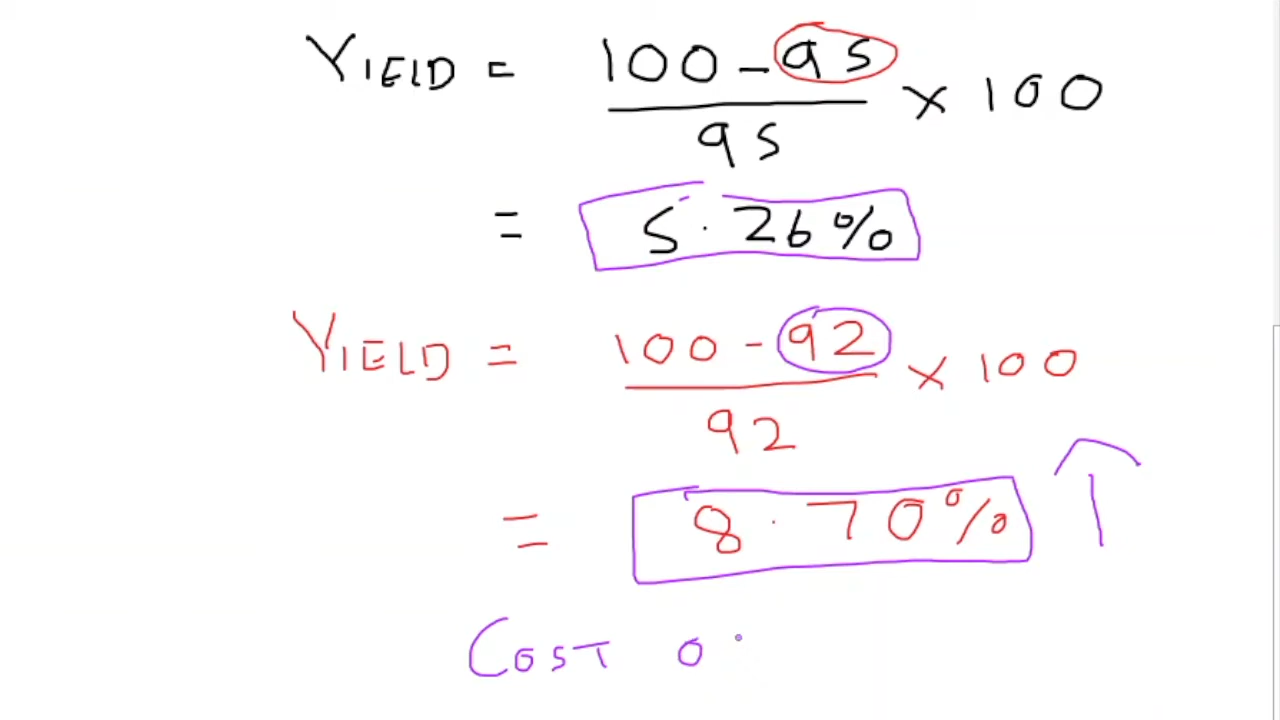 YIELD = 100 - 95 / 95 × 100
= 5.26%
YIELD = 100 - 92 / 92 × 100
= 8.70% ↑
COST O